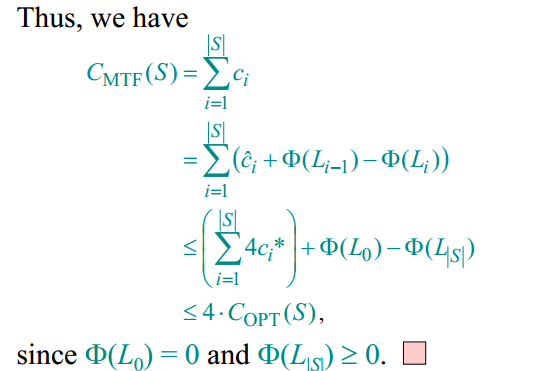 Thus, we have
C_MTF(S) = ∑_{i=1}^{|S|} c_i
= ∑_{i=1}^{|S|} (ĉ_i + Φ(L_{i–1}) – Φ(L_i))
≤ (∑_{i=1}^{|S|} 4c_i*) + Φ(L_0) – Φ(L_{|S|})
≤ 4 · C_OPT(S),
since Φ(L_0) = 0 and Φ(L_{|S|}) ≥ 0.